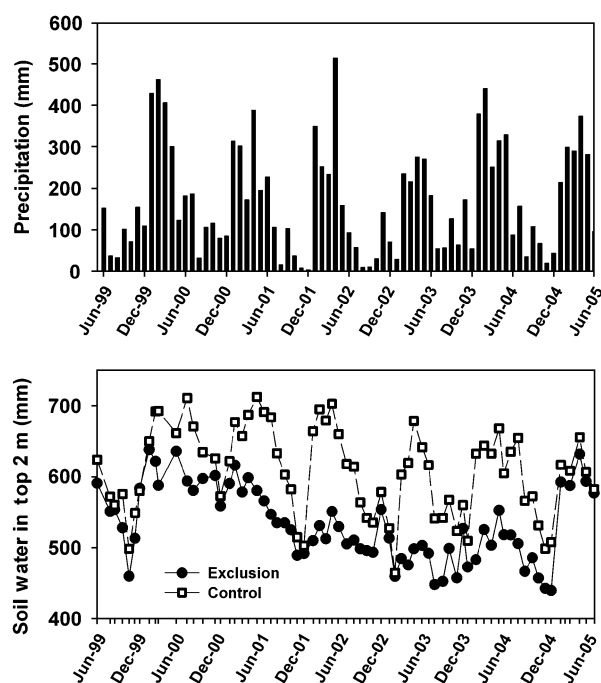 Precipitation (mm)
600
500
400
300
200
100
0
Jun-99
Dec-99
Jun-00
Dec-00
Jun-01
Dec-01
Jun-02
Dec-02
Jun-03
Dec-03
Jun-04
Dec-04
Jun-05
Soil water in top 2 m (mm)
700
600
500
400
Exclusion
Control
Jun-99
Dec-99
Jun-00
Dec-00
Jun-01
Dec-01
Jun-02
Dec-02
Jun-03
Dec-03
Jun-04
Dec-04
Jun-05